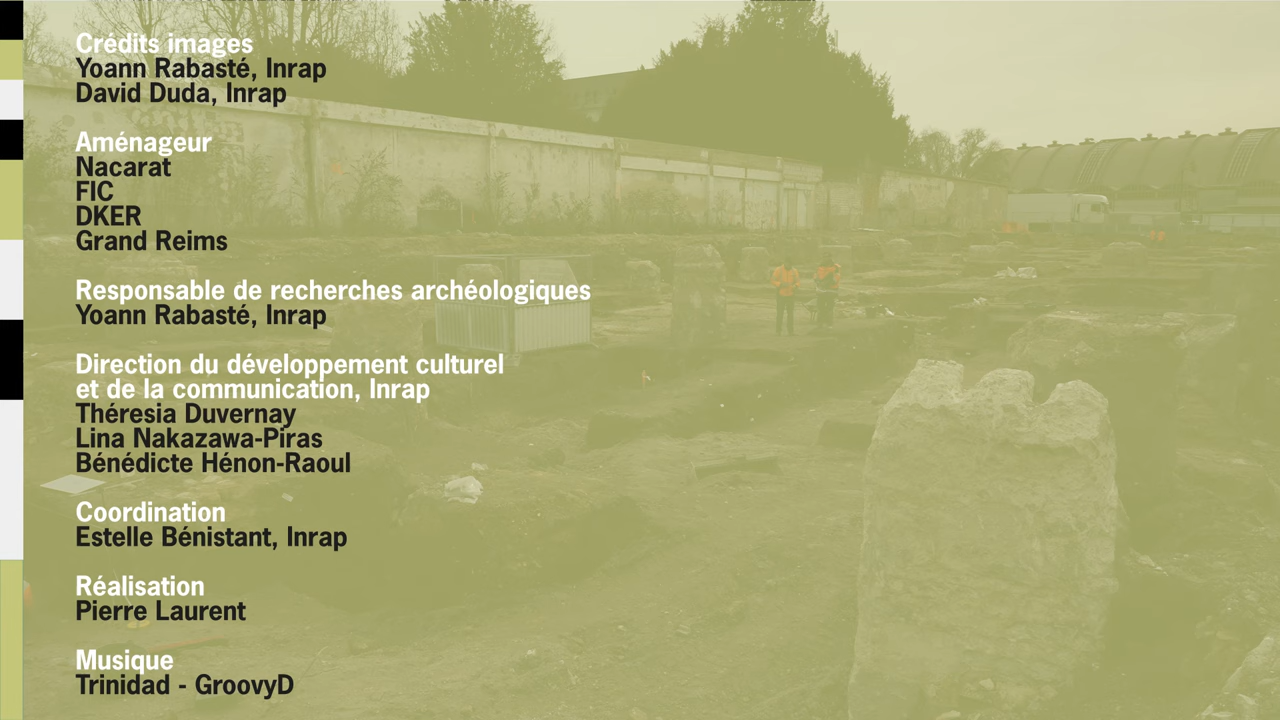 Crédits images
Yoann Rabasté, Inrap
David Duda, Inrap
Aménageur
Nacarat
FIC
DKER
Grand Reims
Responsable de recherches archéologiques
Yoann Rabasté, Inrap
Direction du développement culturel
et de la communication, Inrap
Théresia Duvernay
Lina Nakazawa-Piras
Bénédicte Hénon-Raoul
Coordination
Estelle Bénistant, Inrap
Réalisation
Pierre Laurent
Musique
Trinidad - GroovyD